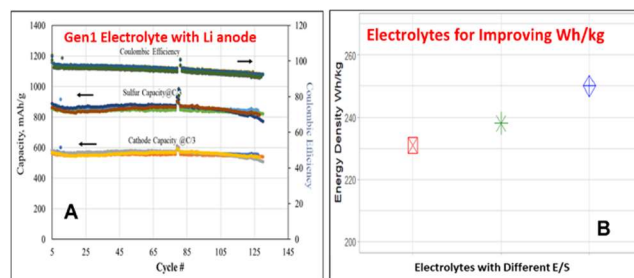 Gen1 Electrolyte with Li anode
1400
1200
1000
800
600
400
200
0
120
100
80
60
40
20
0
Coulombic Efficiency
Sulfur Capacity@C/3
Cathode Capacity @C/3
Capacity, mAh/g
Coulombic Efficiency
A
5
25
45
65
85
105
125
145
Cycle #
Electrolytes for Improving Wh/kg
260
240
220
200
Energy Density Wh/kg
B
Electrolytes with Different E/S